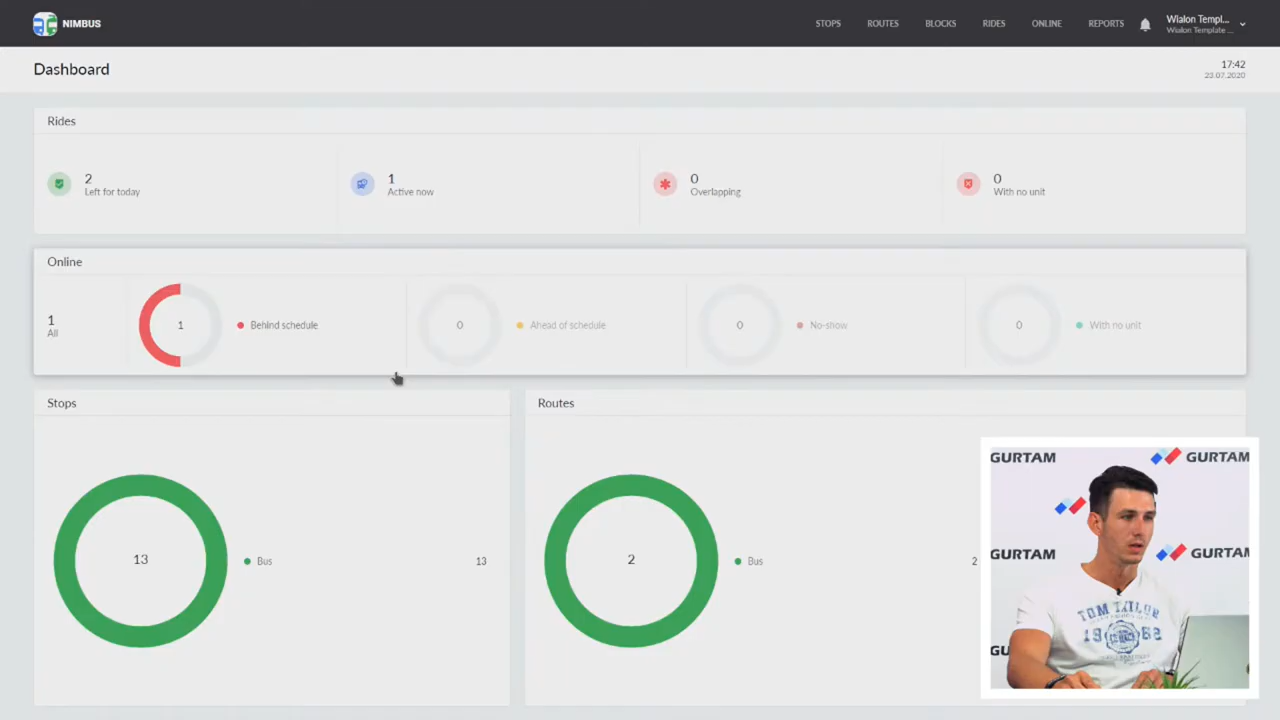 NIMBUS
STOPS
ROUTES
BLOCKS
RIDES
ONLINE
REPORTS
Wialon Templ...
Wialon Template ...
Dashboard
17:42
23.07.2020
Rides
2
Left for today
1
Active now
0
Overlapping
0
With no unit
Online
1
All
1
Behind schedule
0
Ahead of schedule
0
No-show
0
With no unit
Stops
13
Bus
13
Routes
2
Bus
2
GURTAM
GURTAM
GURTAM
GURTAM
GU
TOM TAILOR
1962